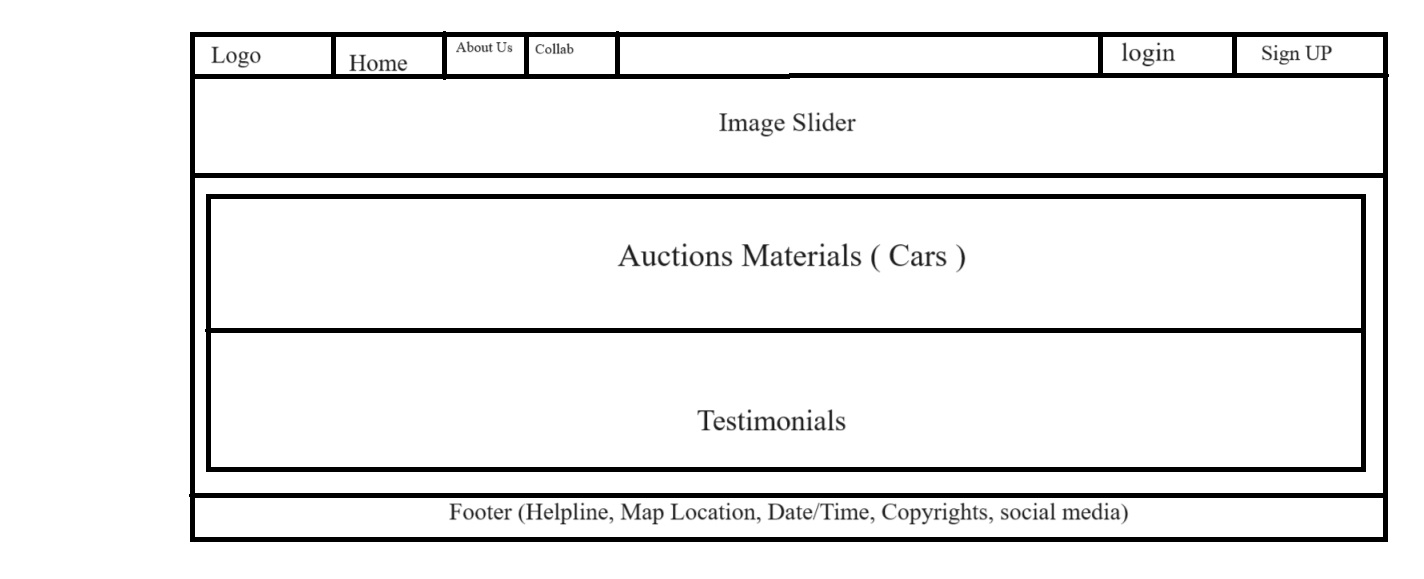 Logo
Home
About Us
Collab
login
Sign UP
Image Slider
Auctions Materials ( Cars )
Testimonials
Footer (Helpline, Map Location, Date/Time, Copyrights, social media)